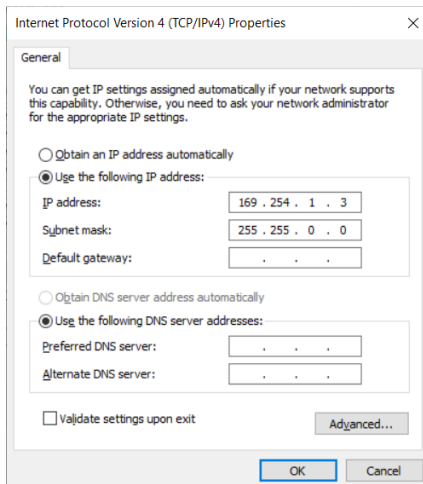 Internet Protocol Version 4 (TCP/IPv4) Properties
General
You can get IP settings assigned automatically if your network supports
this capability. Otherwise, you need to ask your network administrator
for the appropriate IP settings.
Obtain an IP address automatically
Use the following IP address:
IP address: 169 . 254 . 1 . 3
Subnet mask: 255 . 255 . 0 . 0
Default gateway: . . .
Obtain DNS server address automatically
Use the following DNS server addresses:
Preferred DNS server: . . .
Alternate DNS server: . . .
Validate settings upon exit
Advanced...
OK Cancel